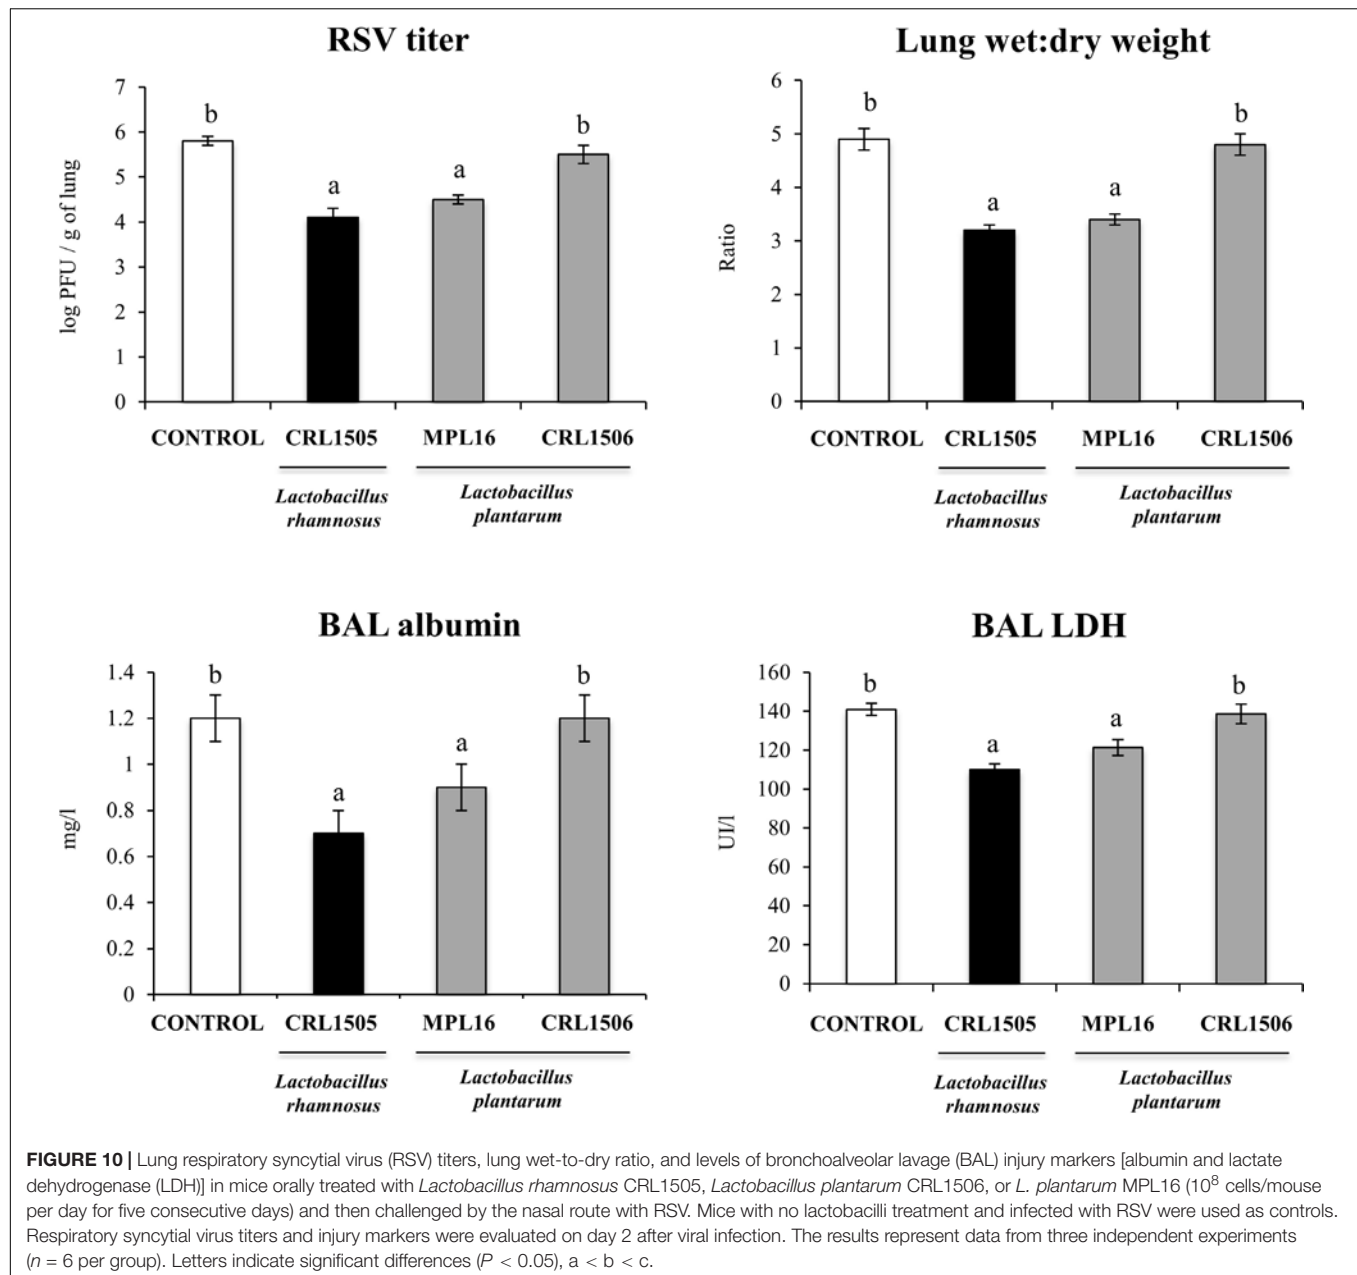 RSV titer
7
6
5
4
3
2
1
0
log PFU / g of lung
b
a
a
b
CONTROL CRL1505 MPL16 CRL1506
Lactobacillus rhamnosus
Lactobacillus plantarum
Lung wet:dry weight
6
5
4
3
2
1
0
Ratio
b
a
a
b
CONTROL CRL1505 MPL16 CRL1506
Lactobacillus rhamnosus
Lactobacillus plantarum
BAL albumin
1.4
1.2
1
0.8
0.6
0.4
0.2
0
mg/l
b
a
a
b
CONTROL CRL1505 MPL16 CRL1506
Lactobacillus rhamnosus
Lactobacillus plantarum
BAL LDH
160
140
120
100
80
60
40
20
0
UI/l
b
a
a
b
CONTROL CRL1505 MPL16 CRL1506
Lactobacillus rhamnosus
Lactobacillus plantarum
FIGURE 10 | Lung respiratory syncytial virus (RSV) titers, lung wet-to-dry ratio, and levels of bronchoalveolar lavage (BAL) injury markers [albumin and lactate
dehydrogenase (LDH)] in mice orally treated with Lactobacillus rhamnosus CRL1505, Lactobacillus plantarum CRL1506, or L. plantarum MPL16 (10⁸ cells/mouse
per day for five consecutive days) and then challenged by the nasal route with RSV. Mice with no lactobacilli treatment and infected with RSV were used as controls.
Respiratory syncytial virus titers and injury markers were evaluated on day 2 after viral infection. The results represent data from three independent experiments
(n = 6 per group). Letters indicate significant differences (P < 0.05), a < b < c.